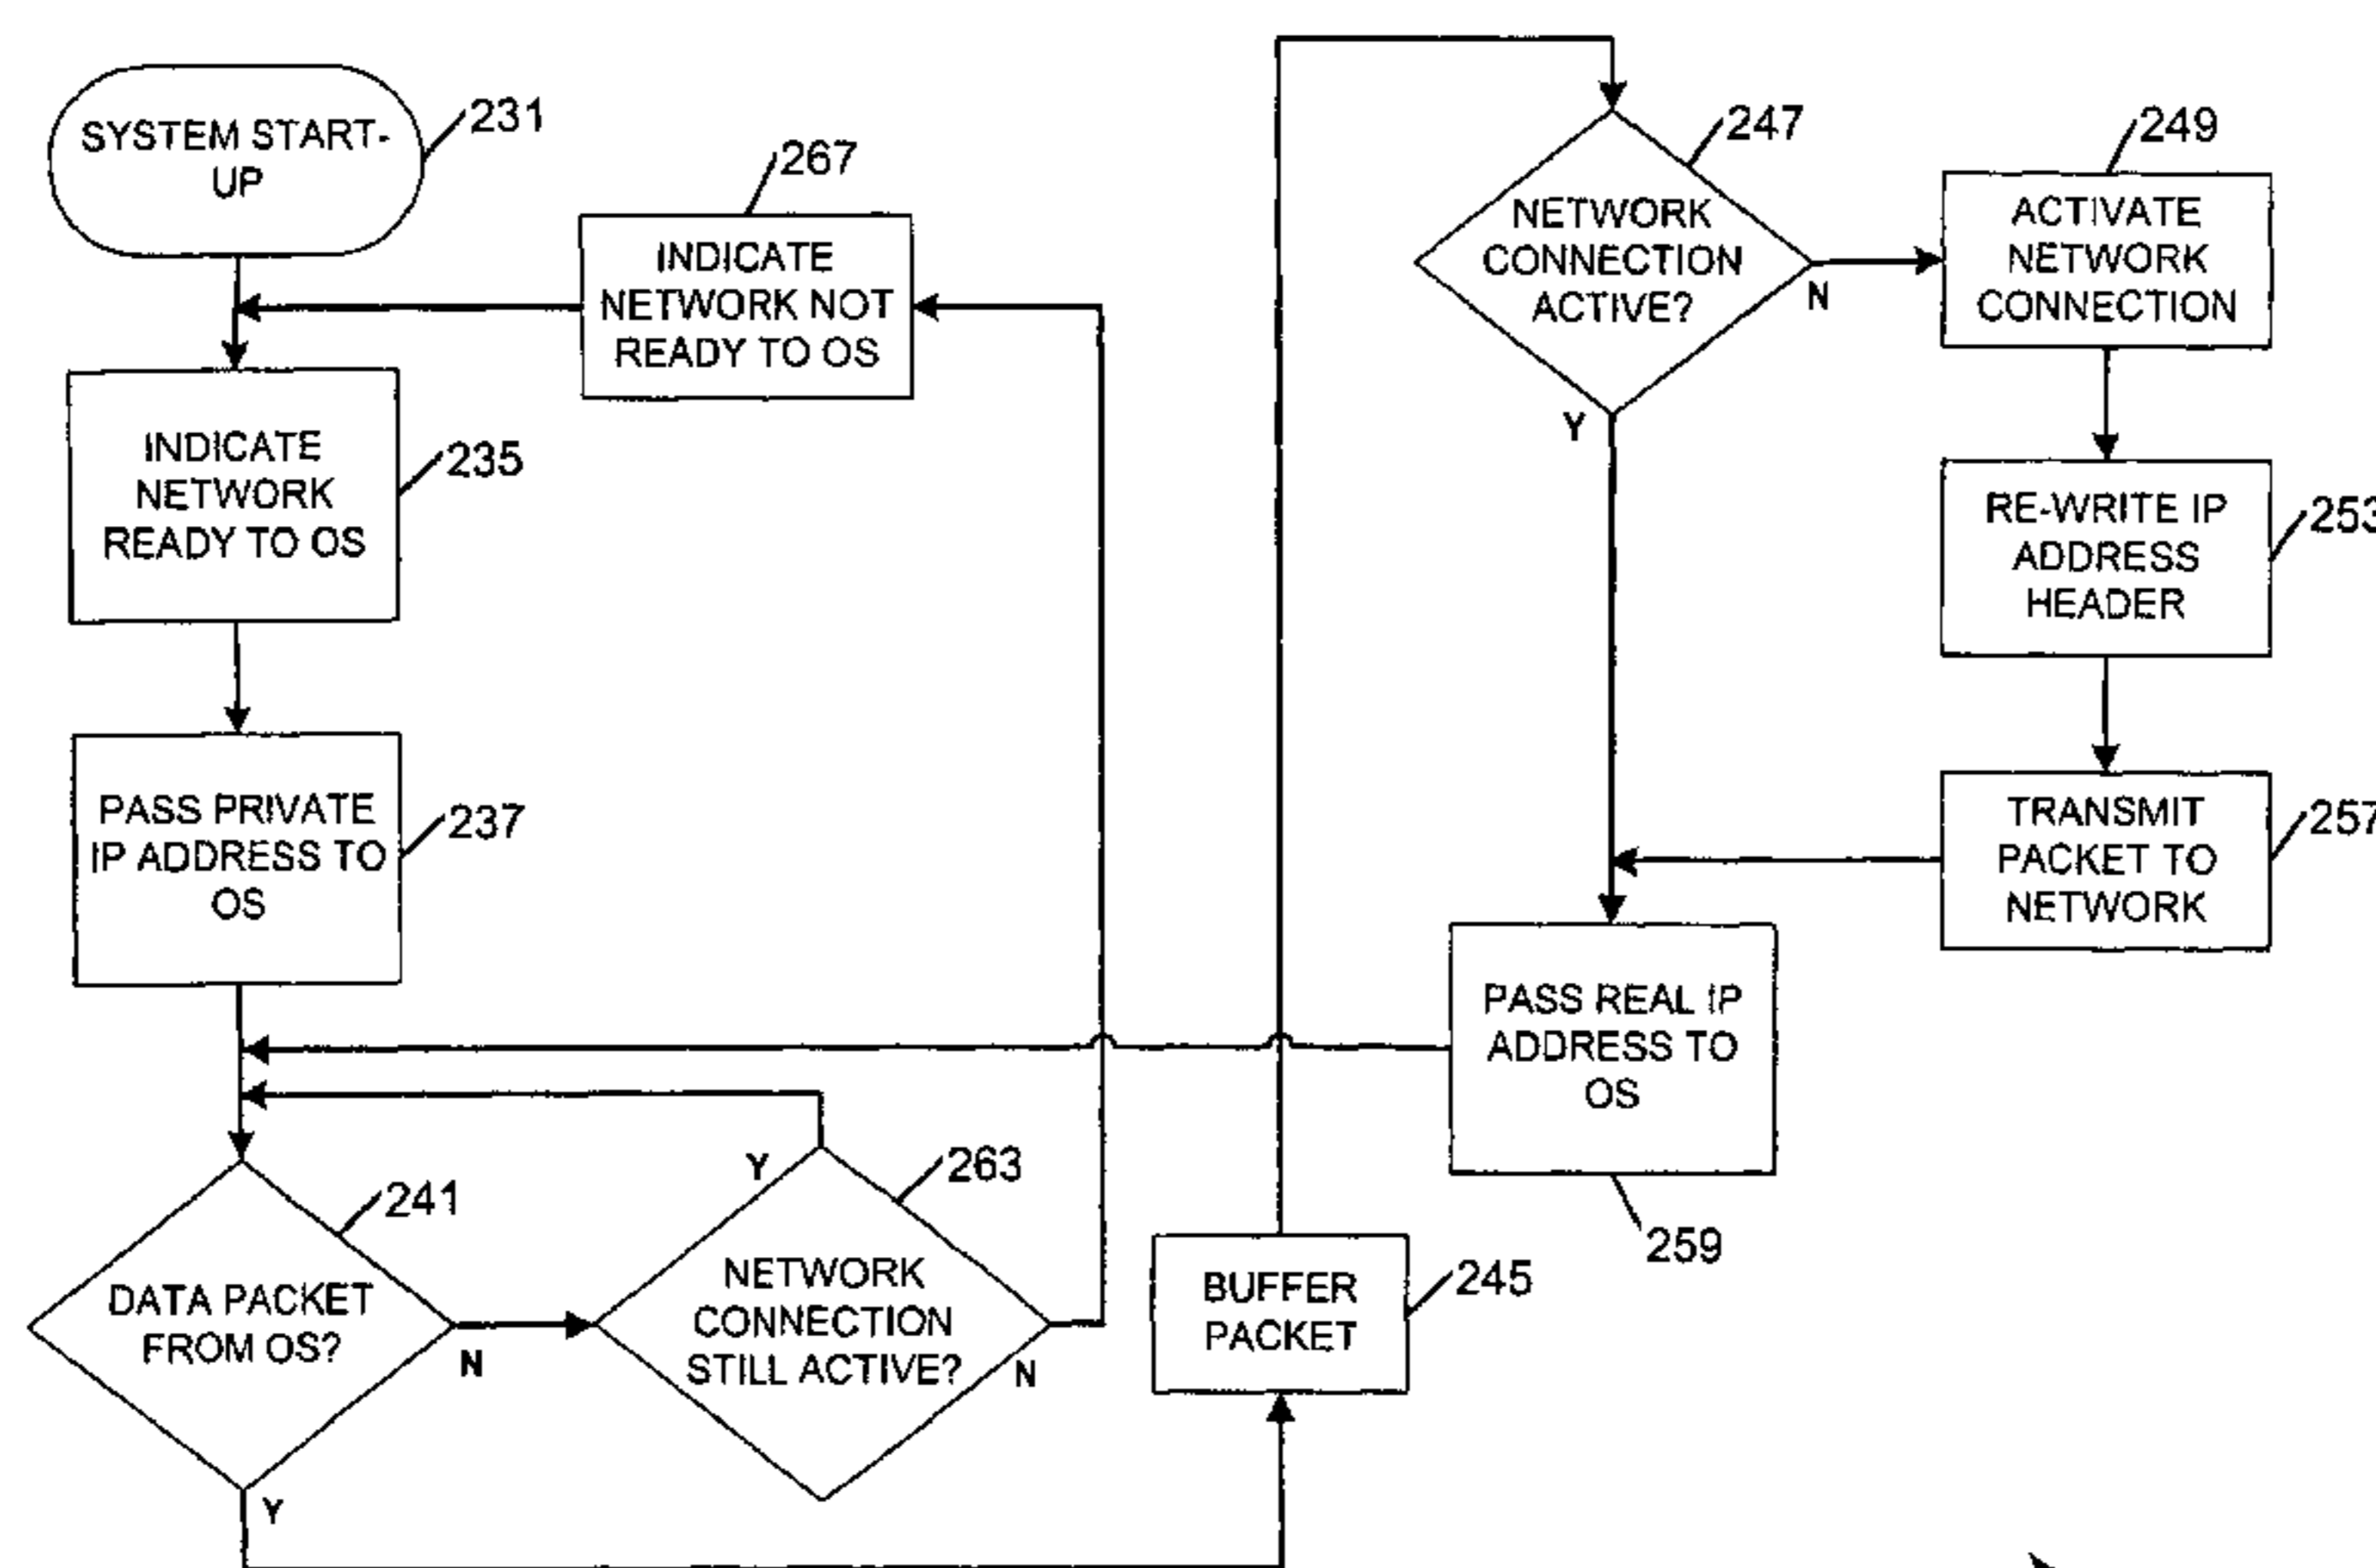 SYSTEM START-
UP
231
INDICATE
NETWORK NOT
READY TO OS
267
INDICATE
NETWORK
READY TO OS
235
PASS PRIVATE
IP ADDRESS TO
OS
237
DATA PACKET
FROM OS?
241
N
Y
NETWORK
CONNECTION
STILL ACTIVE?
263
Y
N
BUFFER
PACKET
245
NETWORK
CONNECTION
ACTIVE?
247
N
Y
ACTIVATE
NETWORK
CONNECTION
249
RE-WRITE IP
ADDRESS
HEADER
253
TRANSMIT
PACKET TO
NETWORK
257
PASS REAL IP
ADDRESS TO
OS
259